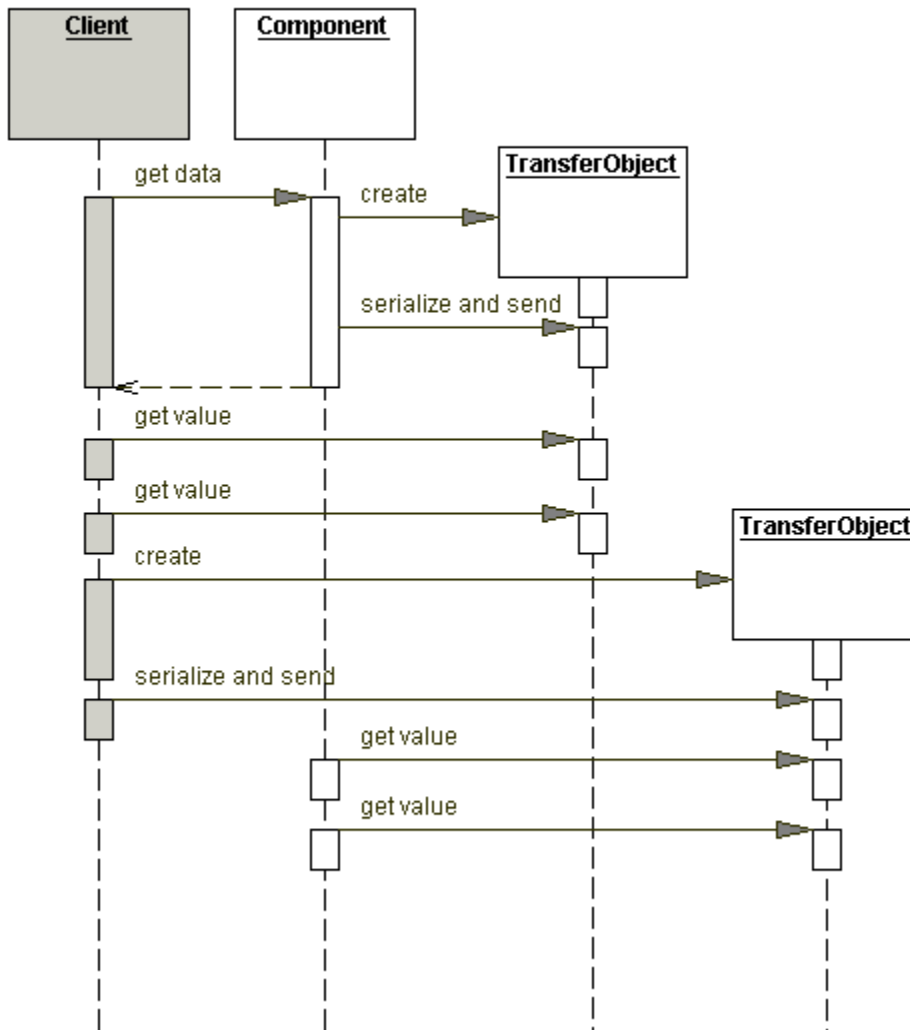 Client
Component
TransferObject
get data
create
serialize and send
get value
get value
TransferObject
create
serialize and send
get value
get value